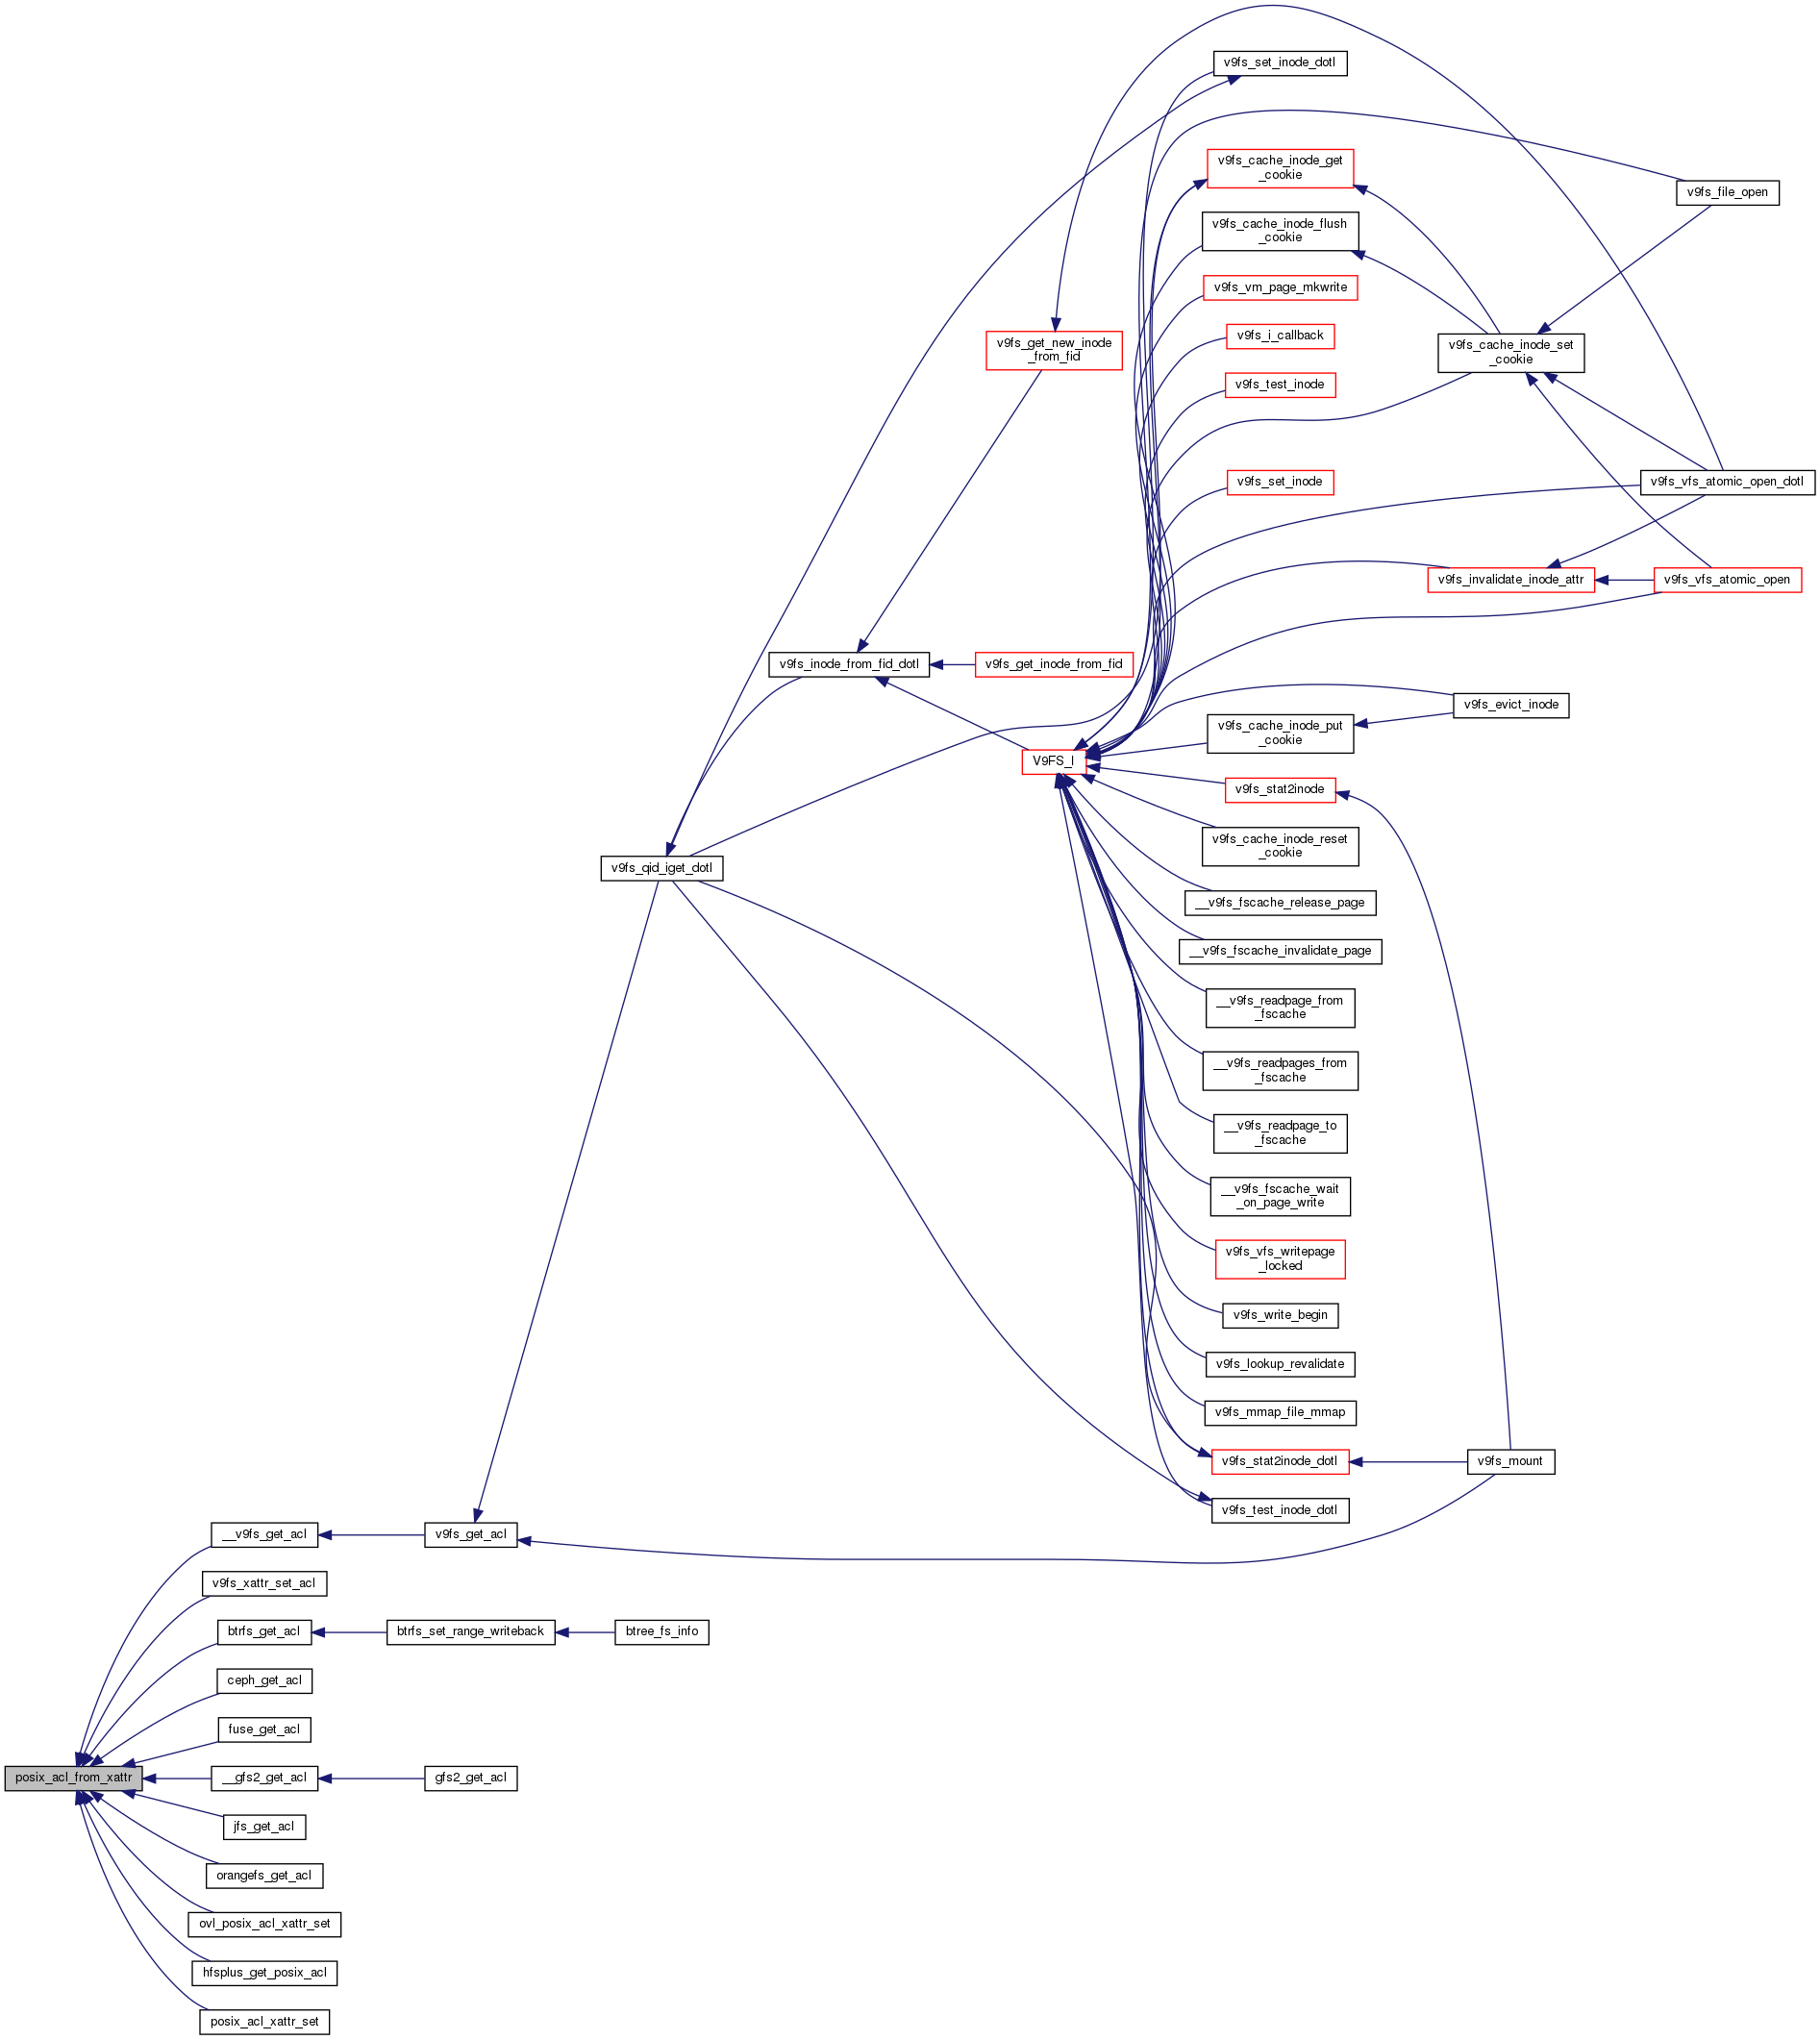 v9fs_set_inode_dotl
v9fs_cache_inode_get
_cookie
v9fs_file_open
v9fs_cache_inode_flush
_cookie
v9fs_vm_page_mkwrite
v9fs_i_callback
v9fs_get_new_inode
_from_fid
v9fs_cache_inode_set
_cookie
v9fs_test_inode
v9fs_set_inode
v9fs_vfs_atomic_open_dotl
v9fs_invalidate_inode_attr
v9fs_vfs_atomic_open
v9fs_inode_from_fid_dotl
v9fs_get_inode_from_fid
v9fs_evict_inode
v9fs_cache_inode_put
_cookie
V9FS_I
v9fs_stat2inode
v9fs_cache_inode_reset
_cookie
v9fs_qid_iget_dotl
__v9fs_fscache_release_page
__v9fs_fscache_invalidate_page
__v9fs_readpage_from
_fscache
__v9fs_readpages_from
_fscache
__v9fs_readpage_to
_fscache
__v9fs_fscache_wait
_on_page_write
v9fs_vfs_writepage
_locked
v9fs_write_begin
v9fs_lookup_revalidate
v9fs_mmap_file_mmap
v9fs_stat2inode_dotl
v9fs_mount
v9fs_test_inode_dotl
__v9fs_get_acl
v9fs_get_acl
v9fs_xattr_set_acl
btrfs_get_acl
btrfs_set_range_writeback
btree_fs_info
ceph_get_acl
fuse_get_acl
posix_acl_from_xattr
__gfs2_get_acl
gfs2_get_acl
jfs_get_acl
orangefs_get_acl
ovl_posix_acl_xattr_set
hfsplus_get_posix_acl
posix_acl_xattr_set